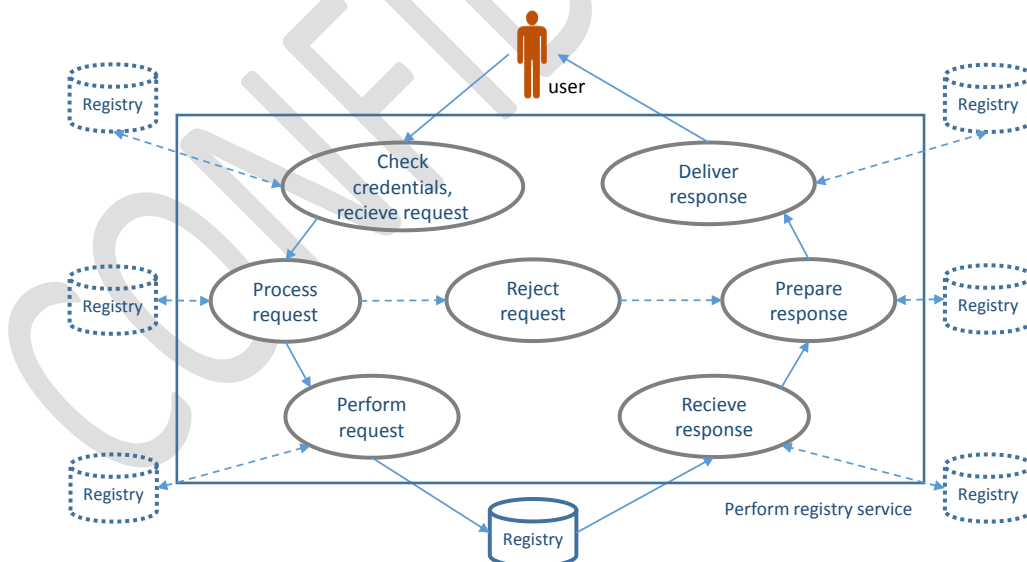 user
Registry
Registry
Check
credentials,
recieve request
Deliver
response
Registry
Process
request
Reject
request
Prepare
response
Registry
Perform
request
Recieve
response
Registry
Registry
Perform registry service
Registry